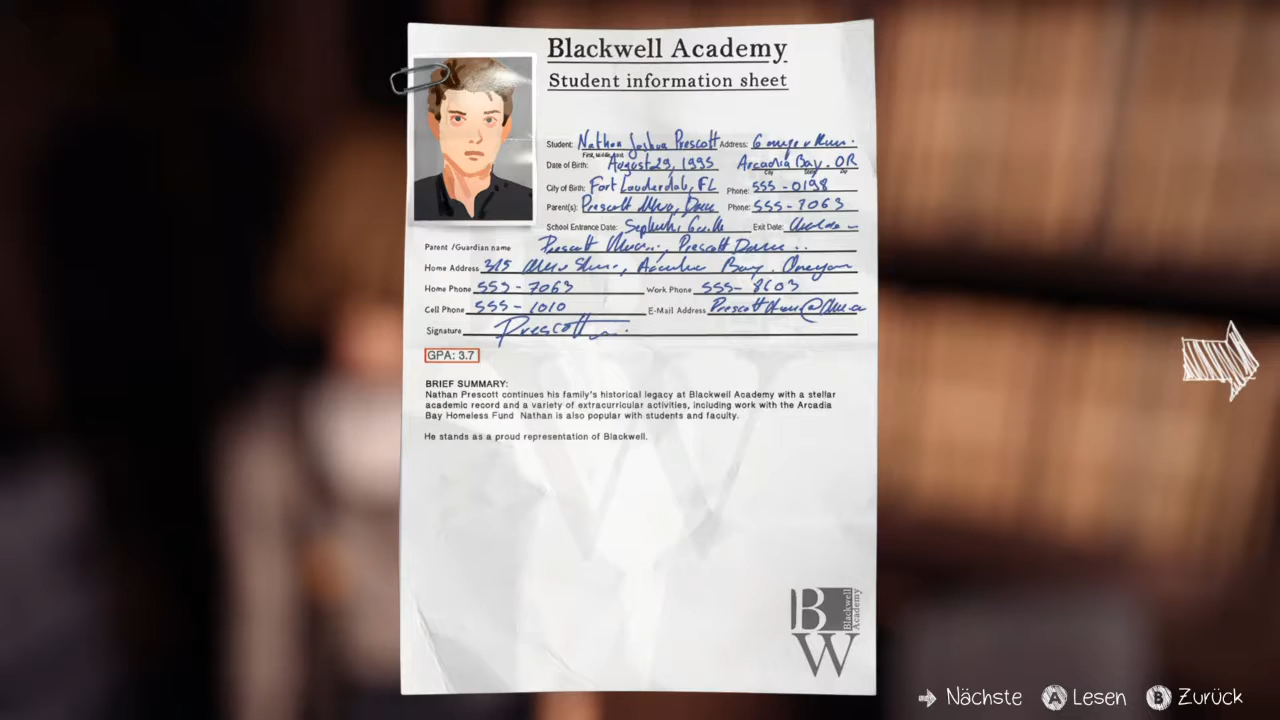 Blackwell Academy
Student information sheet
Student: Nathan Joshua Prescott Address:
First, Middle, Last
Date of Birth: August 29, 1995 Arcadia Bay. OR
City State Zip
City of Birth: Fort Lauderdale, FL Phone: 555-0198
Parent(s): Prescott Phone: 555-7063
School Entrance Date: Exit Date:
Parent /Guardian name Prescott Prescott
Home Address 315 Bay,
Home Phone 555-7063 Work Phone 555-8603
Cell Phone 555-1010 E-Mail Address
Signature Prescott
GPA: 3.7
BRIEF SUMMARY:
Nathan Prescott continues his family's historical legacy at Blackwell Academy with a stellar
academic record and a variety of extracurricular activities, including work with the Arcadia
Bay Homeless Fund Nathan is also popular with students and faculty.
He stands as a proud representation of Blackwell.
B Blackwell Academy
W
Nächste A Lesen B Zurück